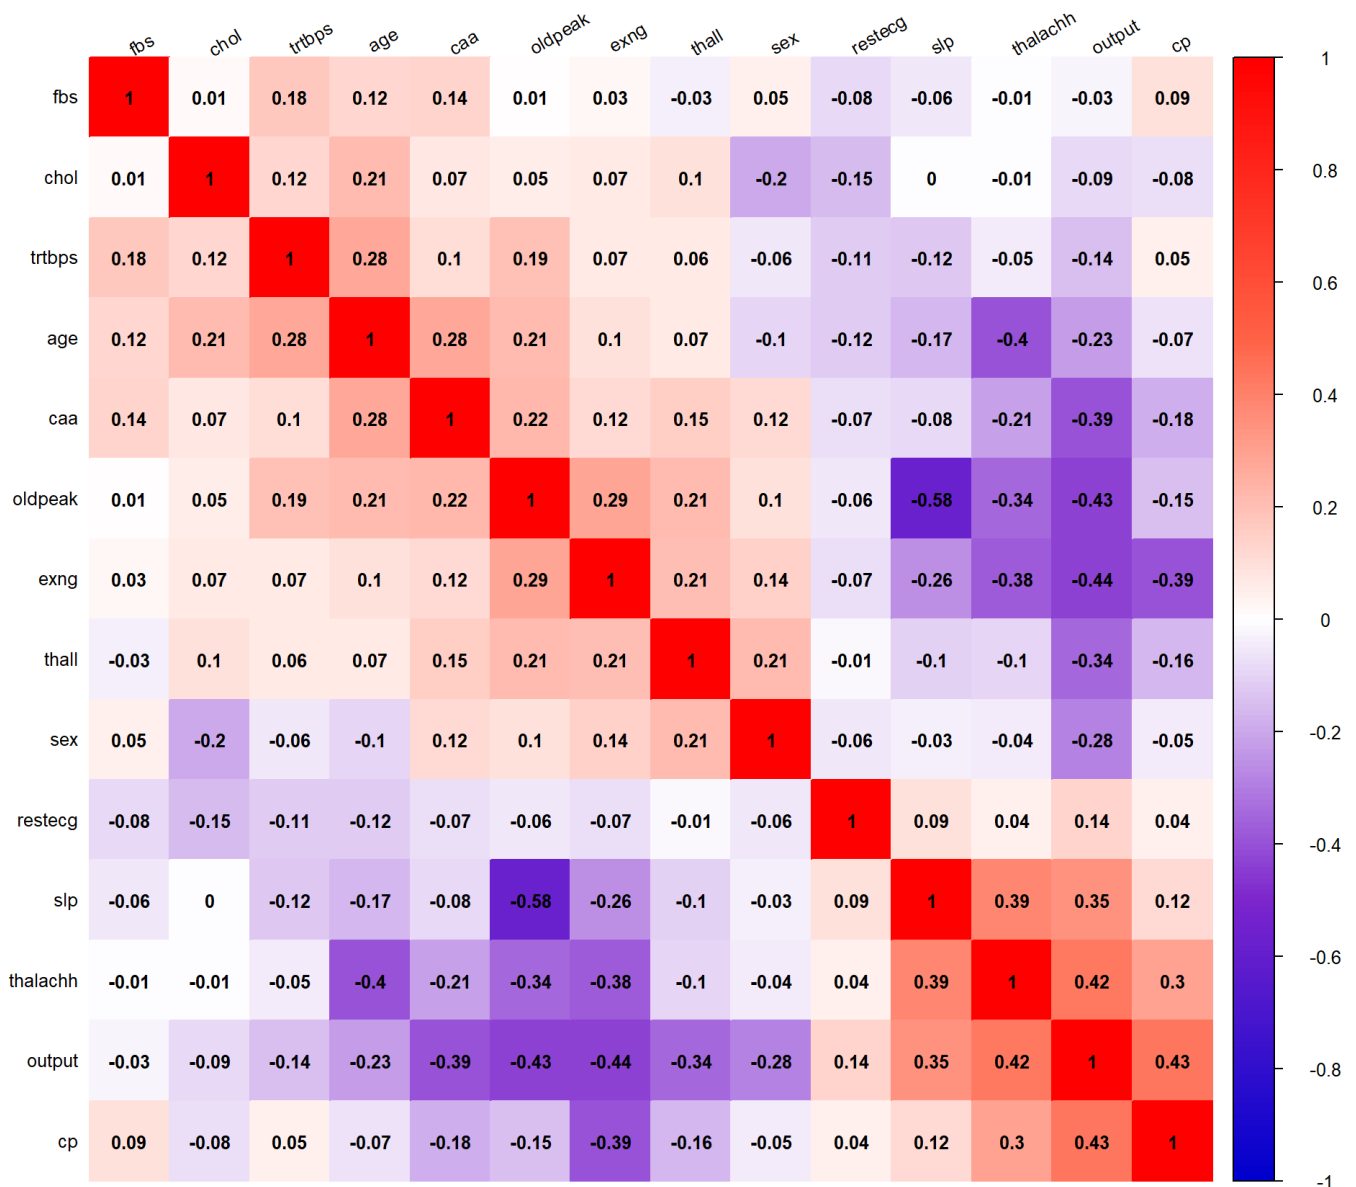 fbs chol trtbps age caa oldpeak exng thall sex restecg slp thalachh output cp
fbs 1 0.01 0.18 0.12 0.14 0.01 0.03 -0.03 0.05 -0.08 -0.06 -0.01 -0.03 0.09
chol 0.01 1 0.12 0.21 0.07 0.05 0.07 0.1 -0.2 -0.15 0 -0.01 -0.09 -0.08
trtbps 0.18 0.12 1 0.28 0.1 0.19 0.07 0.06 -0.06 -0.11 -0.12 -0.05 -0.14 0.05
age 0.12 0.21 0.28 1 0.28 0.21 0.1 0.07 -0.1 -0.12 -0.17 -0.4 -0.23 -0.07
caa 0.14 0.07 0.1 0.28 1 0.22 0.12 0.15 0.12 -0.07 -0.08 -0.21 -0.39 -0.18
oldpeak 0.01 0.05 0.19 0.21 0.22 1 0.29 0.21 0.1 -0.06 -0.58 -0.34 -0.43 -0.15
exng 0.03 0.07 0.07 0.1 0.12 0.29 1 0.21 0.14 -0.07 -0.26 -0.38 -0.44 -0.39
thall -0.03 0.1 0.06 0.07 0.15 0.21 0.21 1 0.21 -0.01 -0.1 -0.1 -0.34 -0.16
sex 0.05 -0.2 -0.06 -0.1 0.12 0.1 0.14 0.21 1 -0.06 -0.03 -0.04 -0.28 -0.05
restecg -0.08 -0.15 -0.11 -0.12 -0.07 -0.06 -0.07 -0.01 -0.06 1 0.09 0.04 0.14 0.04
slp -0.06 0 -0.12 -0.17 -0.08 -0.58 -0.26 -0.1 -0.03 0.09 1 0.39 0.35 0.12
thalachh -0.01 -0.01 -0.05 -0.4 -0.21 -0.34 -0.38 -0.1 -0.04 0.04 0.39 1 0.42 0.3
output -0.03 -0.09 -0.14 -0.23 -0.39 -0.43 -0.44 -0.34 -0.28 0.14 0.35 0.42 1 0.43
cp 0.09 -0.08 0.05 -0.07 -0.18 -0.15 -0.39 -0.16 -0.05 0.04 0.12 0.3 0.43 1
1
0.8
0.6
0.4
0.2
0
-0.2
-0.4
-0.6
-0.8
-1